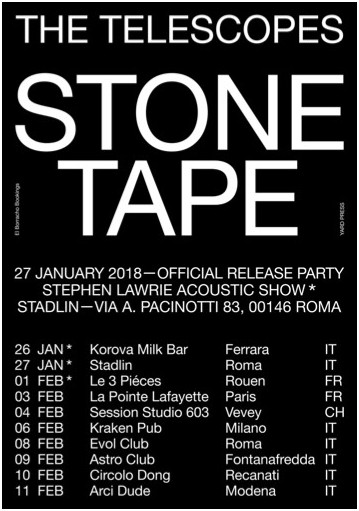 THE TELESCOPES
STONE
TAPE
El Borracho Bookings
YARD PRESS
27 JANUARY 2018—OFFICIAL RELEASE PARTY
STEPHEN LAWRIE ACOUSTIC SHOW *
STADLIN—VIA A. PACINOTTI 83, 00146 ROMA
26 JAN * Korova Milk Bar Ferrara IT
27 JAN * Stadlin Roma IT
01 FEB * Le 3 Piéces Rouen FR
03 FEB La Pointe Lafayette Paris FR
04 FEB Session Studio 603 Vevey CH
06 FEB Kraken Pub Milano IT
08 FEB Evol Club Roma IT
09 FEB Astro Club Fontanafredda IT
10 FEB Circolo Dong Recanati IT
11 FEB Arci Dude Modena IT